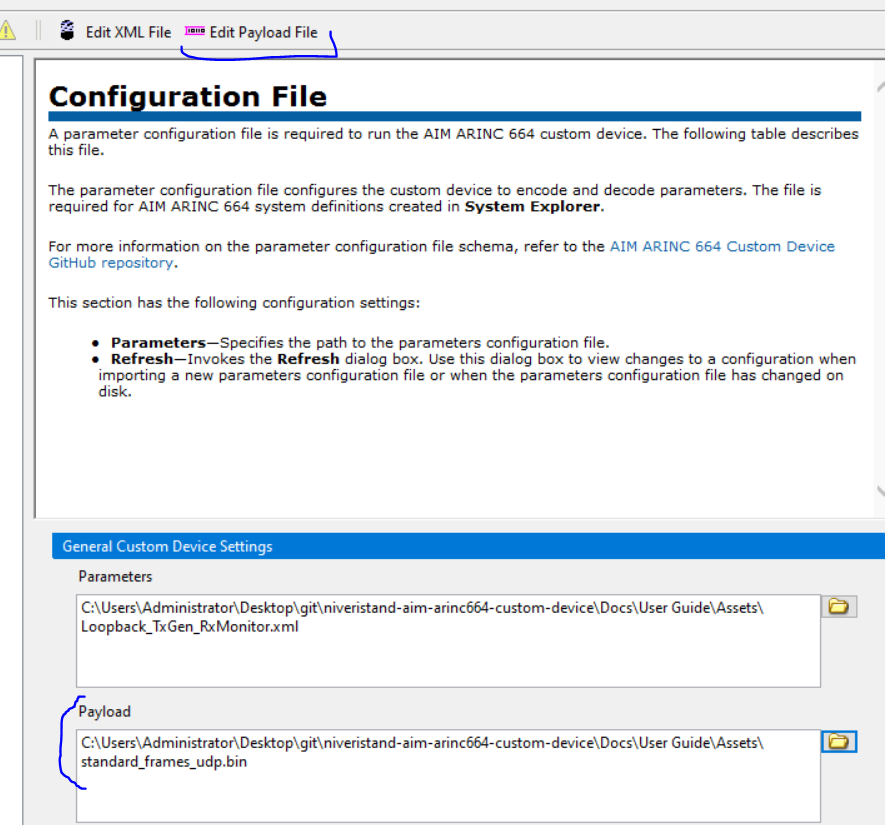 Edit XML File Edit Payload File
Configuration File
A parameter configuration file is required to run the AIM ARINC 664 custom device. The following table describes
this file.
The parameter configuration file configures the custom device to encode and decode parameters. The file is
required for AIM ARINC 664 system definitions created in System Explorer.
For more information on the parameter configuration file schema, refer to the AIM ARINC 664 Custom Device
GitHub repository.
This section has the following configuration settings:
● Parameters—Specifies the path to the parameters configuration file.
● Refresh—Invokes the Refresh dialog box. Use this dialog box to view changes to a configuration when
importing a new parameters configuration file or when the parameters configuration file has changed on
disk.
General Custom Device Settings
Parameters
C:\Users\Administrator\Desktop\git\niveristand-aim-arinc664-custom-device\Docs\User Guide\Assets\
Loopback_TxGen_RxMonitor.xml
Payload
C:\Users\Administrator\Desktop\git\niveristand-aim-arinc664-custom-device\Docs\User Guide\Assets\
standard_frames_udp.bin